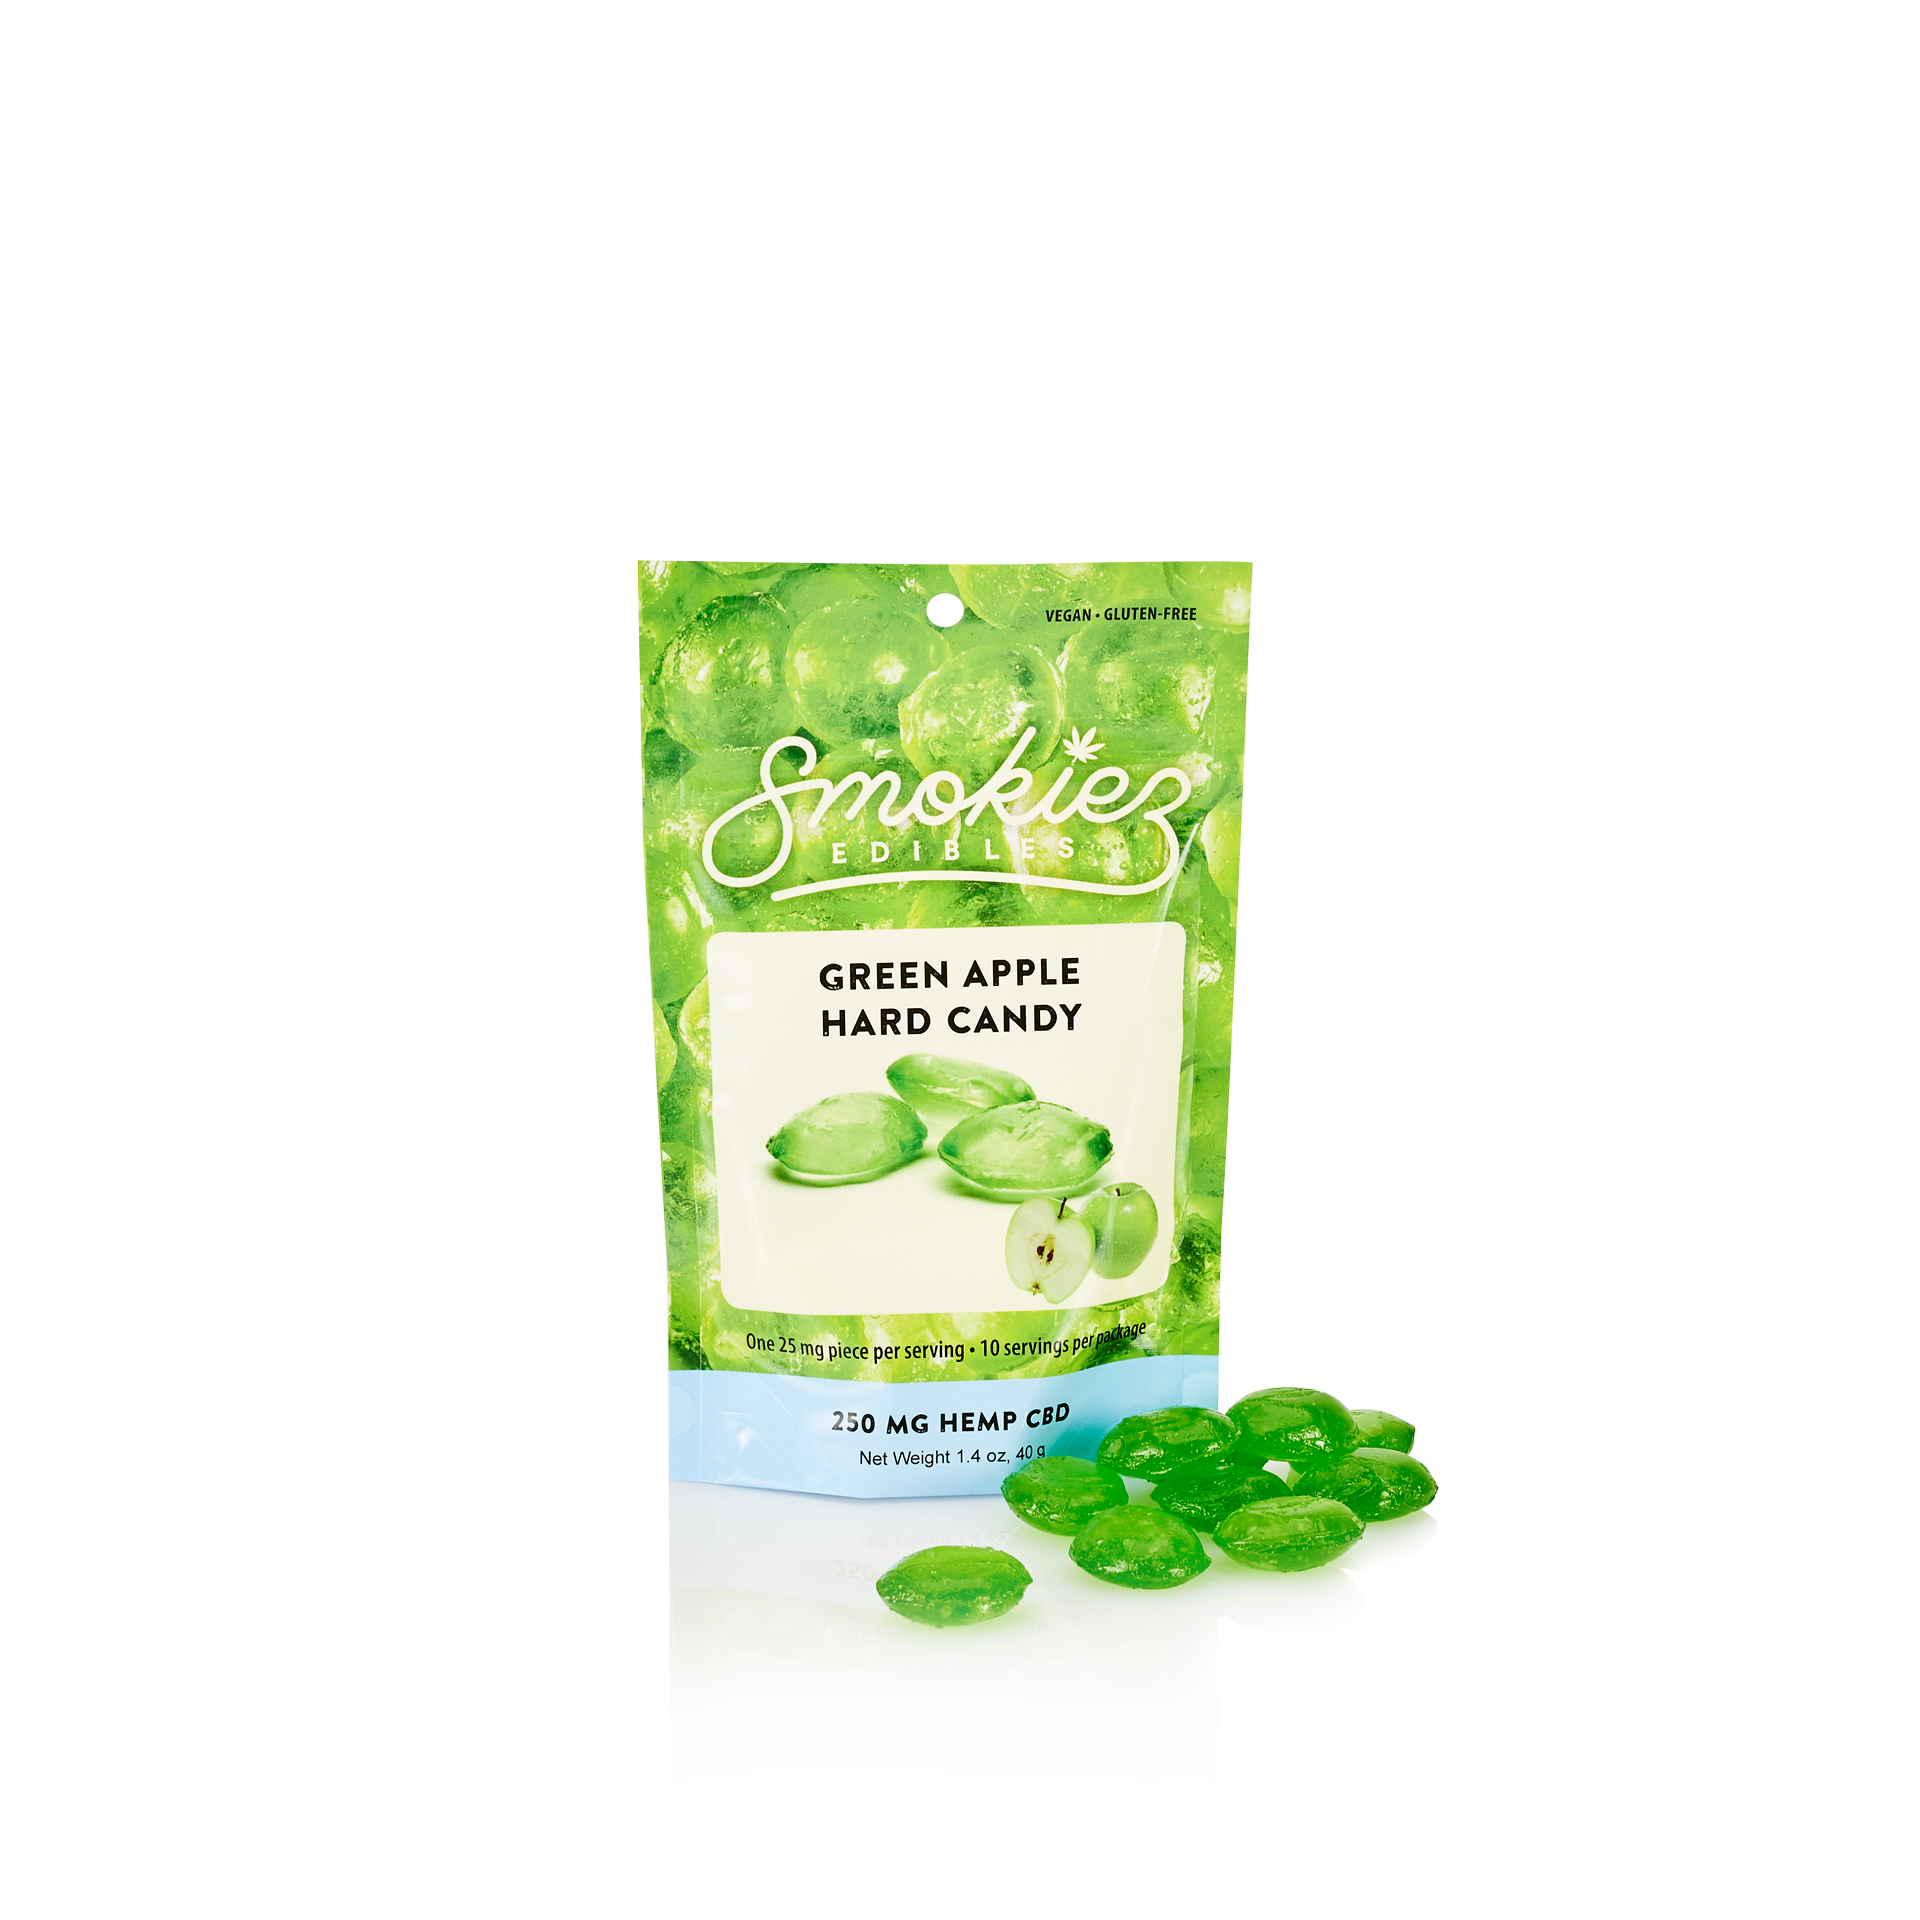 VEGAN • GLUTEN-FREE
Smokiez
EDIBLES
GREEN APPLE
HARD CANDY
One 25 mg piece per serving • 10 servings per package
250 MG HEMP CBD
Net Weight 1.4 oz, 40 g